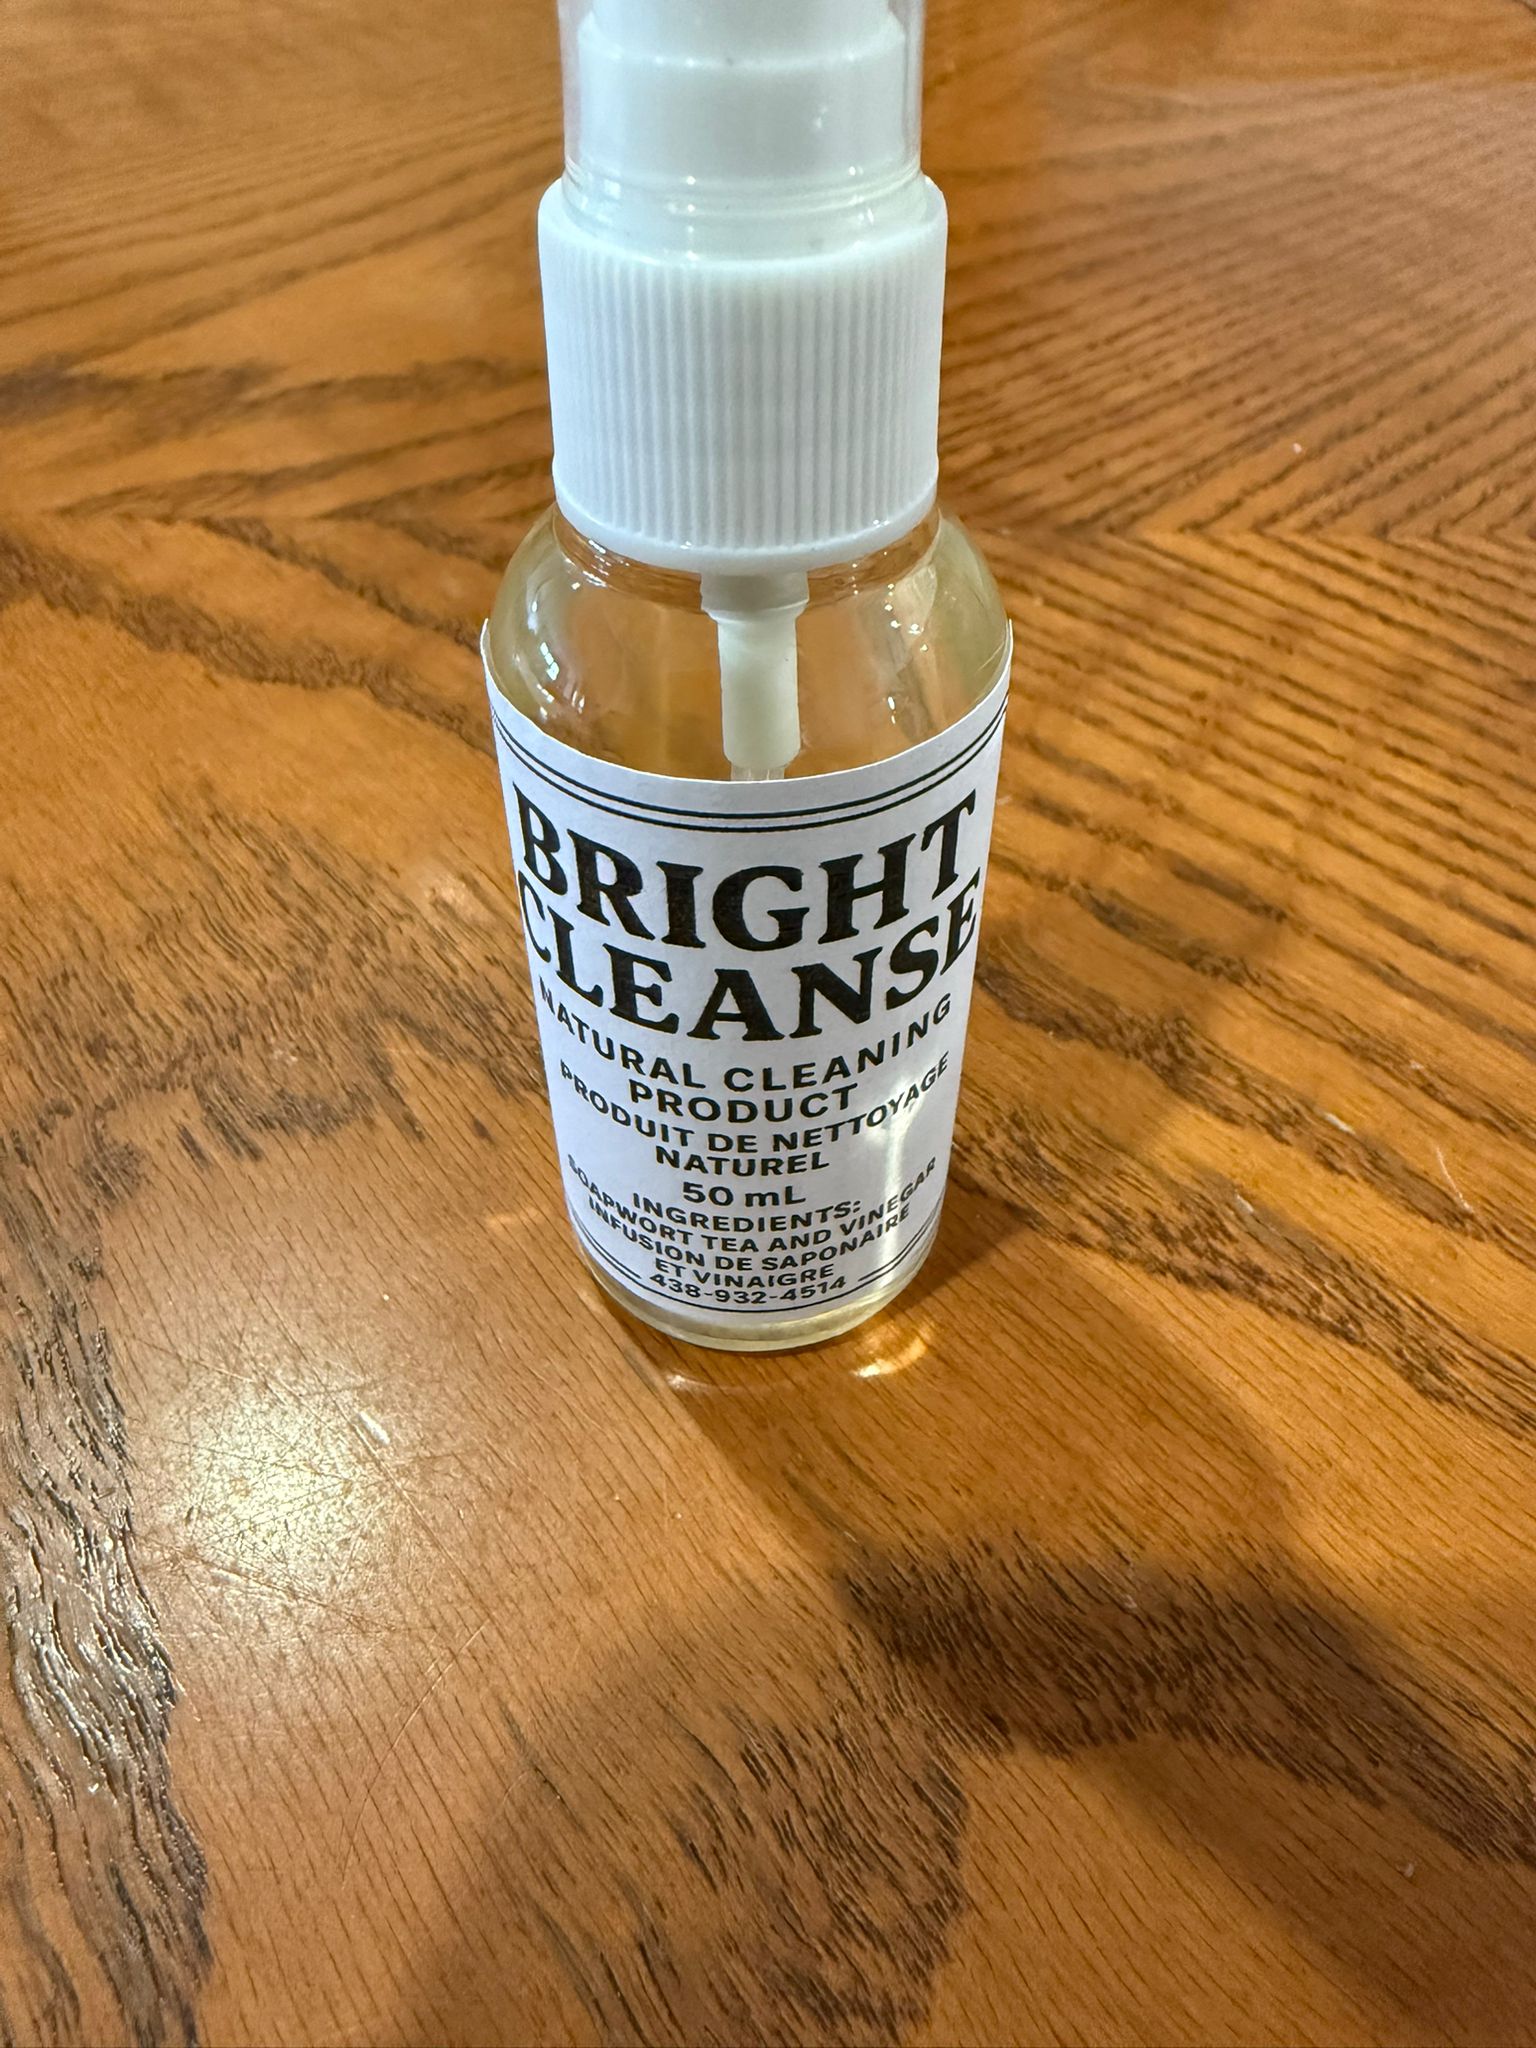 BRIGHT
CLEANSE
NATURAL CLEANING
PRODUCT
PRODUIT DE NETTOYAGE
NATUREL
50 mL
INGREDIENTS:
SOAPWORT TEA AND VINEGAR
INFUSION DE SAPONAIRE
ET VINAIGRE
438-932-4514